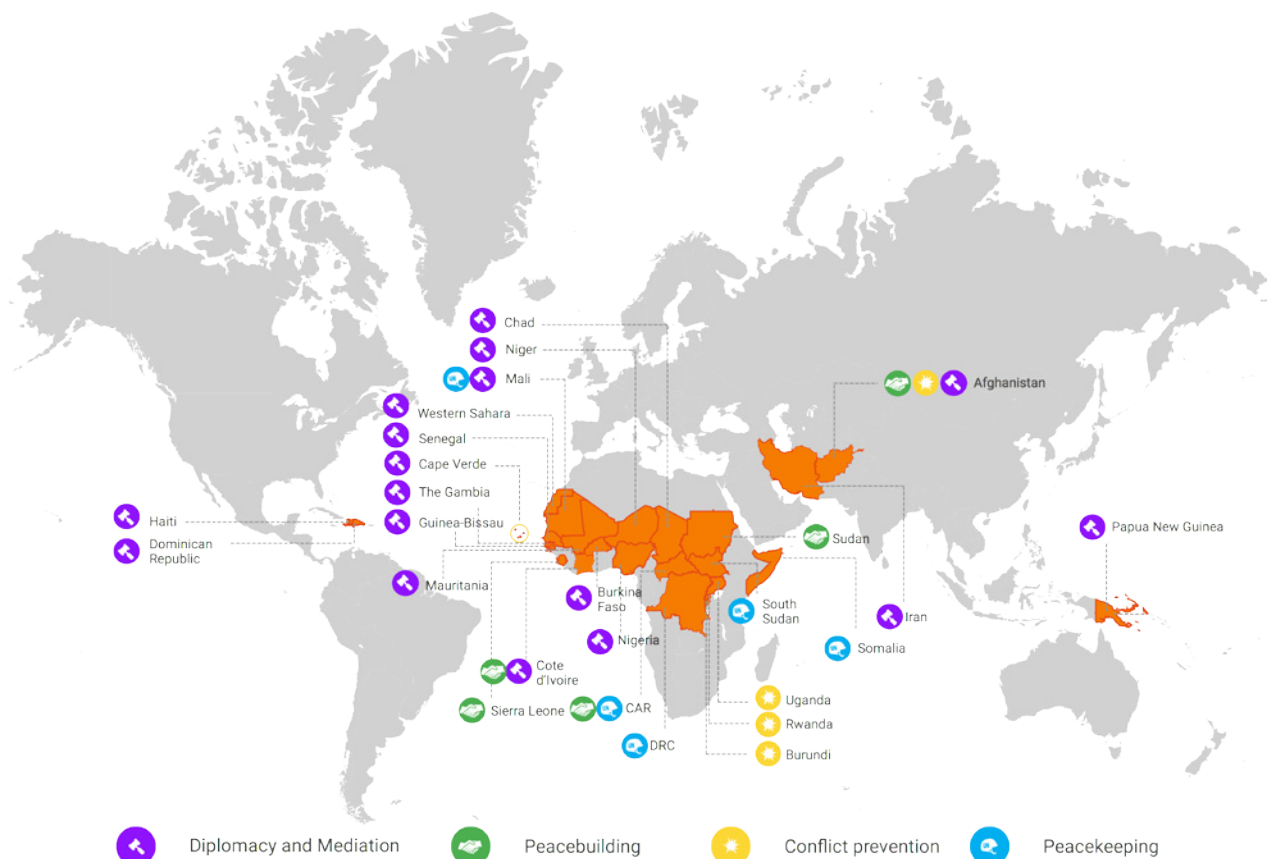 Chad
Niger
Mali
Afghanistan
Western Sahara
Senegal
Cape Verde
The Gambia
Guinea-Bissau
Haiti
Dominican
Republic
Papua New Guinea
Sudan
Mauritania
Burkina
Faso
South
Sudan
Iran
Nigeria
Somalia
Cote
d'Ivoire
Sierra Leone
CAR
Uganda
Rwanda
DRC
Burundi
Diplomacy and Mediation
Peacebuilding
Conflict prevention
Peacekeeping